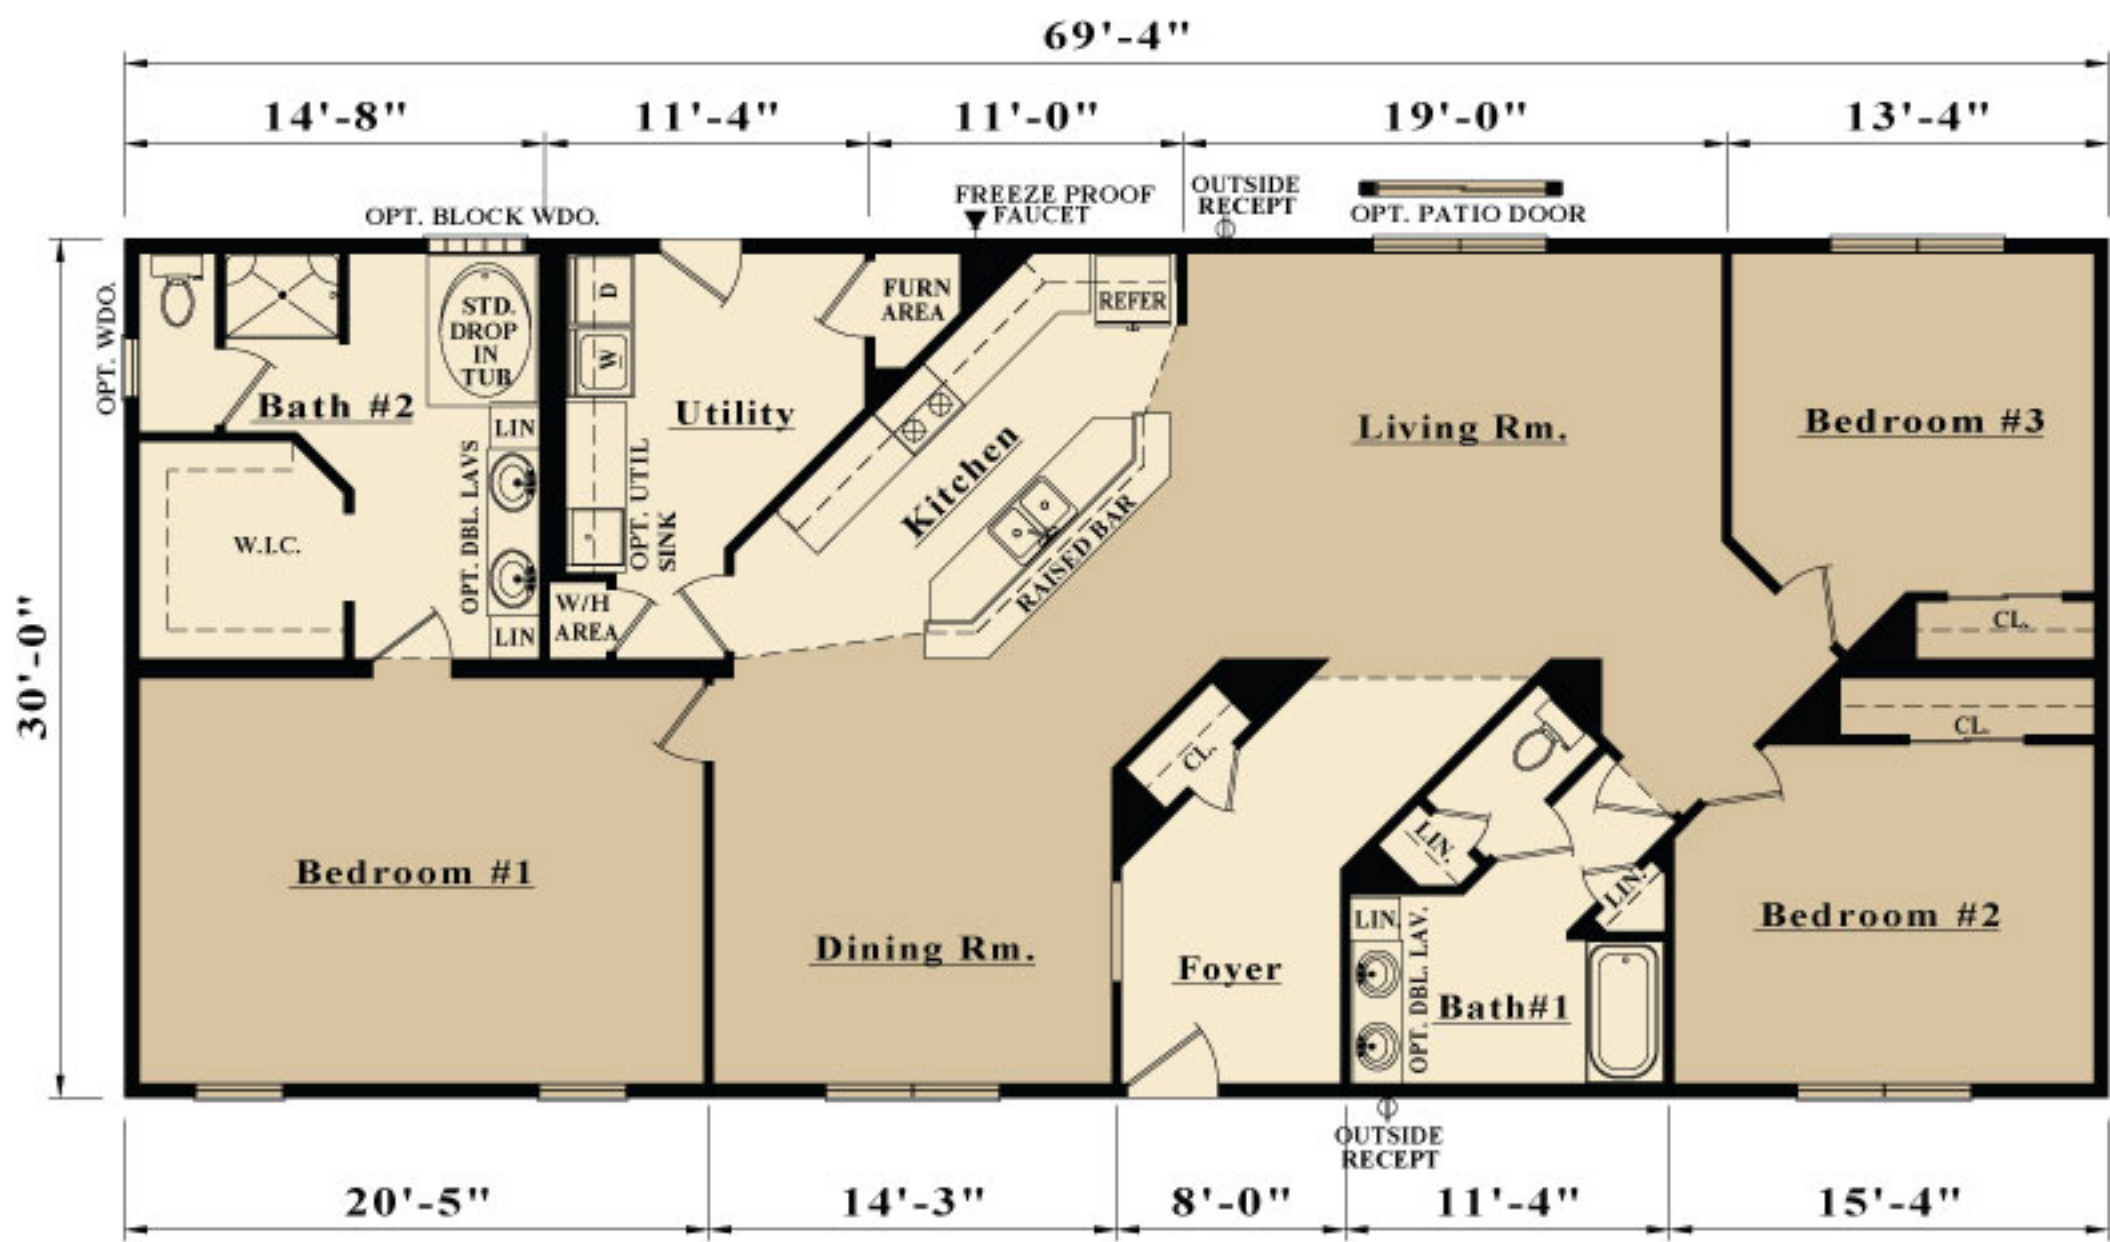 69'-4"
14'-8"
11'-4"
11'-0"
19'-0"
13'-4"
OPT. BLOCK WDO.
FREEZE PROOF
FAUCET
OUTSIDE
RECEPT
OPT. PATIO DOOR
OPT. WDO.
STD.
DROP
IN
TUB
Bath #2
LIN
OPT. DBL. LAVS
LIN
W.I.C.
D
W
Utility
OPT. UTIL
SINK
W/H
AREA
FURN
AREA
REFER
Kitchen
RAISED BAR
Living Rm.
Bedroom #3
CL.
CL.
30'-0"
Bedroom #1
Dining Rm.
CL.
Foyer
LIN.
LIN.
LIN.
OPT. DBL. LAV.
Bath#1
Bedroom #2
OUTSIDE
RECEPT
20'-5"
14'-3"
8'-0"
11'-4"
15'-4"